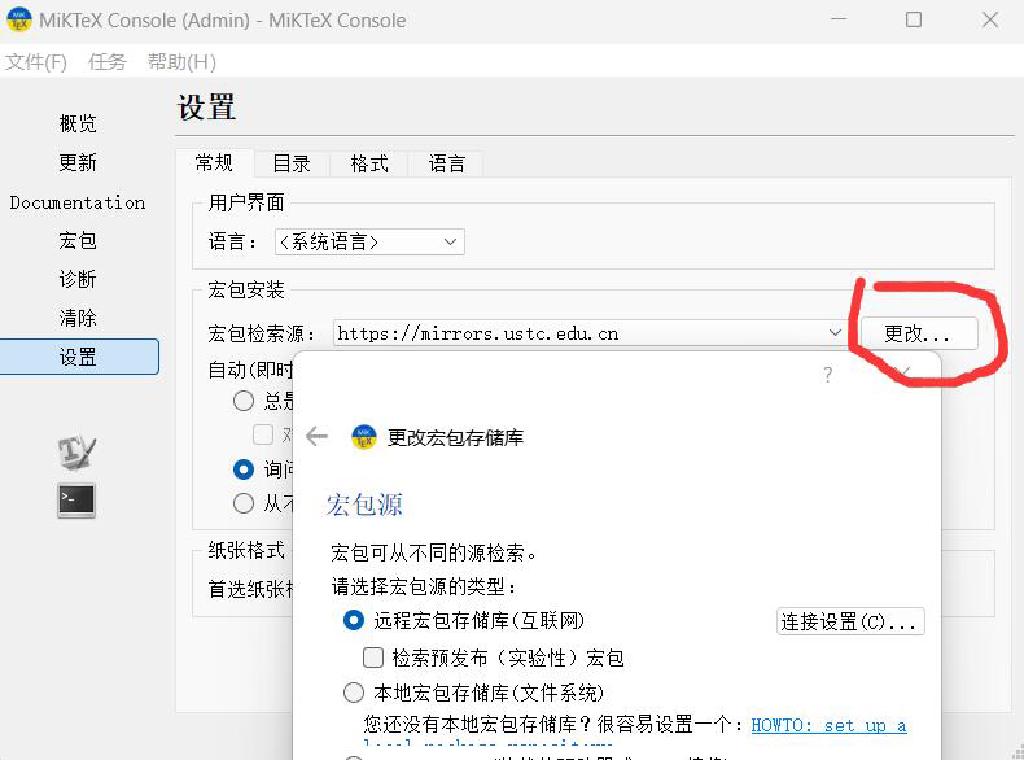 MiKTeX Console (Admin) - MiKTeX Console
文件(F) 任务 帮助(H)
设置
概览
更新
Documentation
宏包
诊断
清除
设置
常规 目录 格式 语言
用户界面
语言: <系统语言>
宏包安装
宏包检索源: https://mirrors.ustc.edu.cn 更改...
自动(即时
总是
询问
从不
纸张格式
首选纸张
?
更改宏包存储库
宏包源
宏包可从不同的源检索。
请选择宏包源的类型:
远程宏包存储库(互联网) 连接设置(C)...
检索预发布（实验性）宏包
本地宏包存储库(文件系统)
您还没有本地宏包存储库？很容易设置一个: HOWTO: set up a